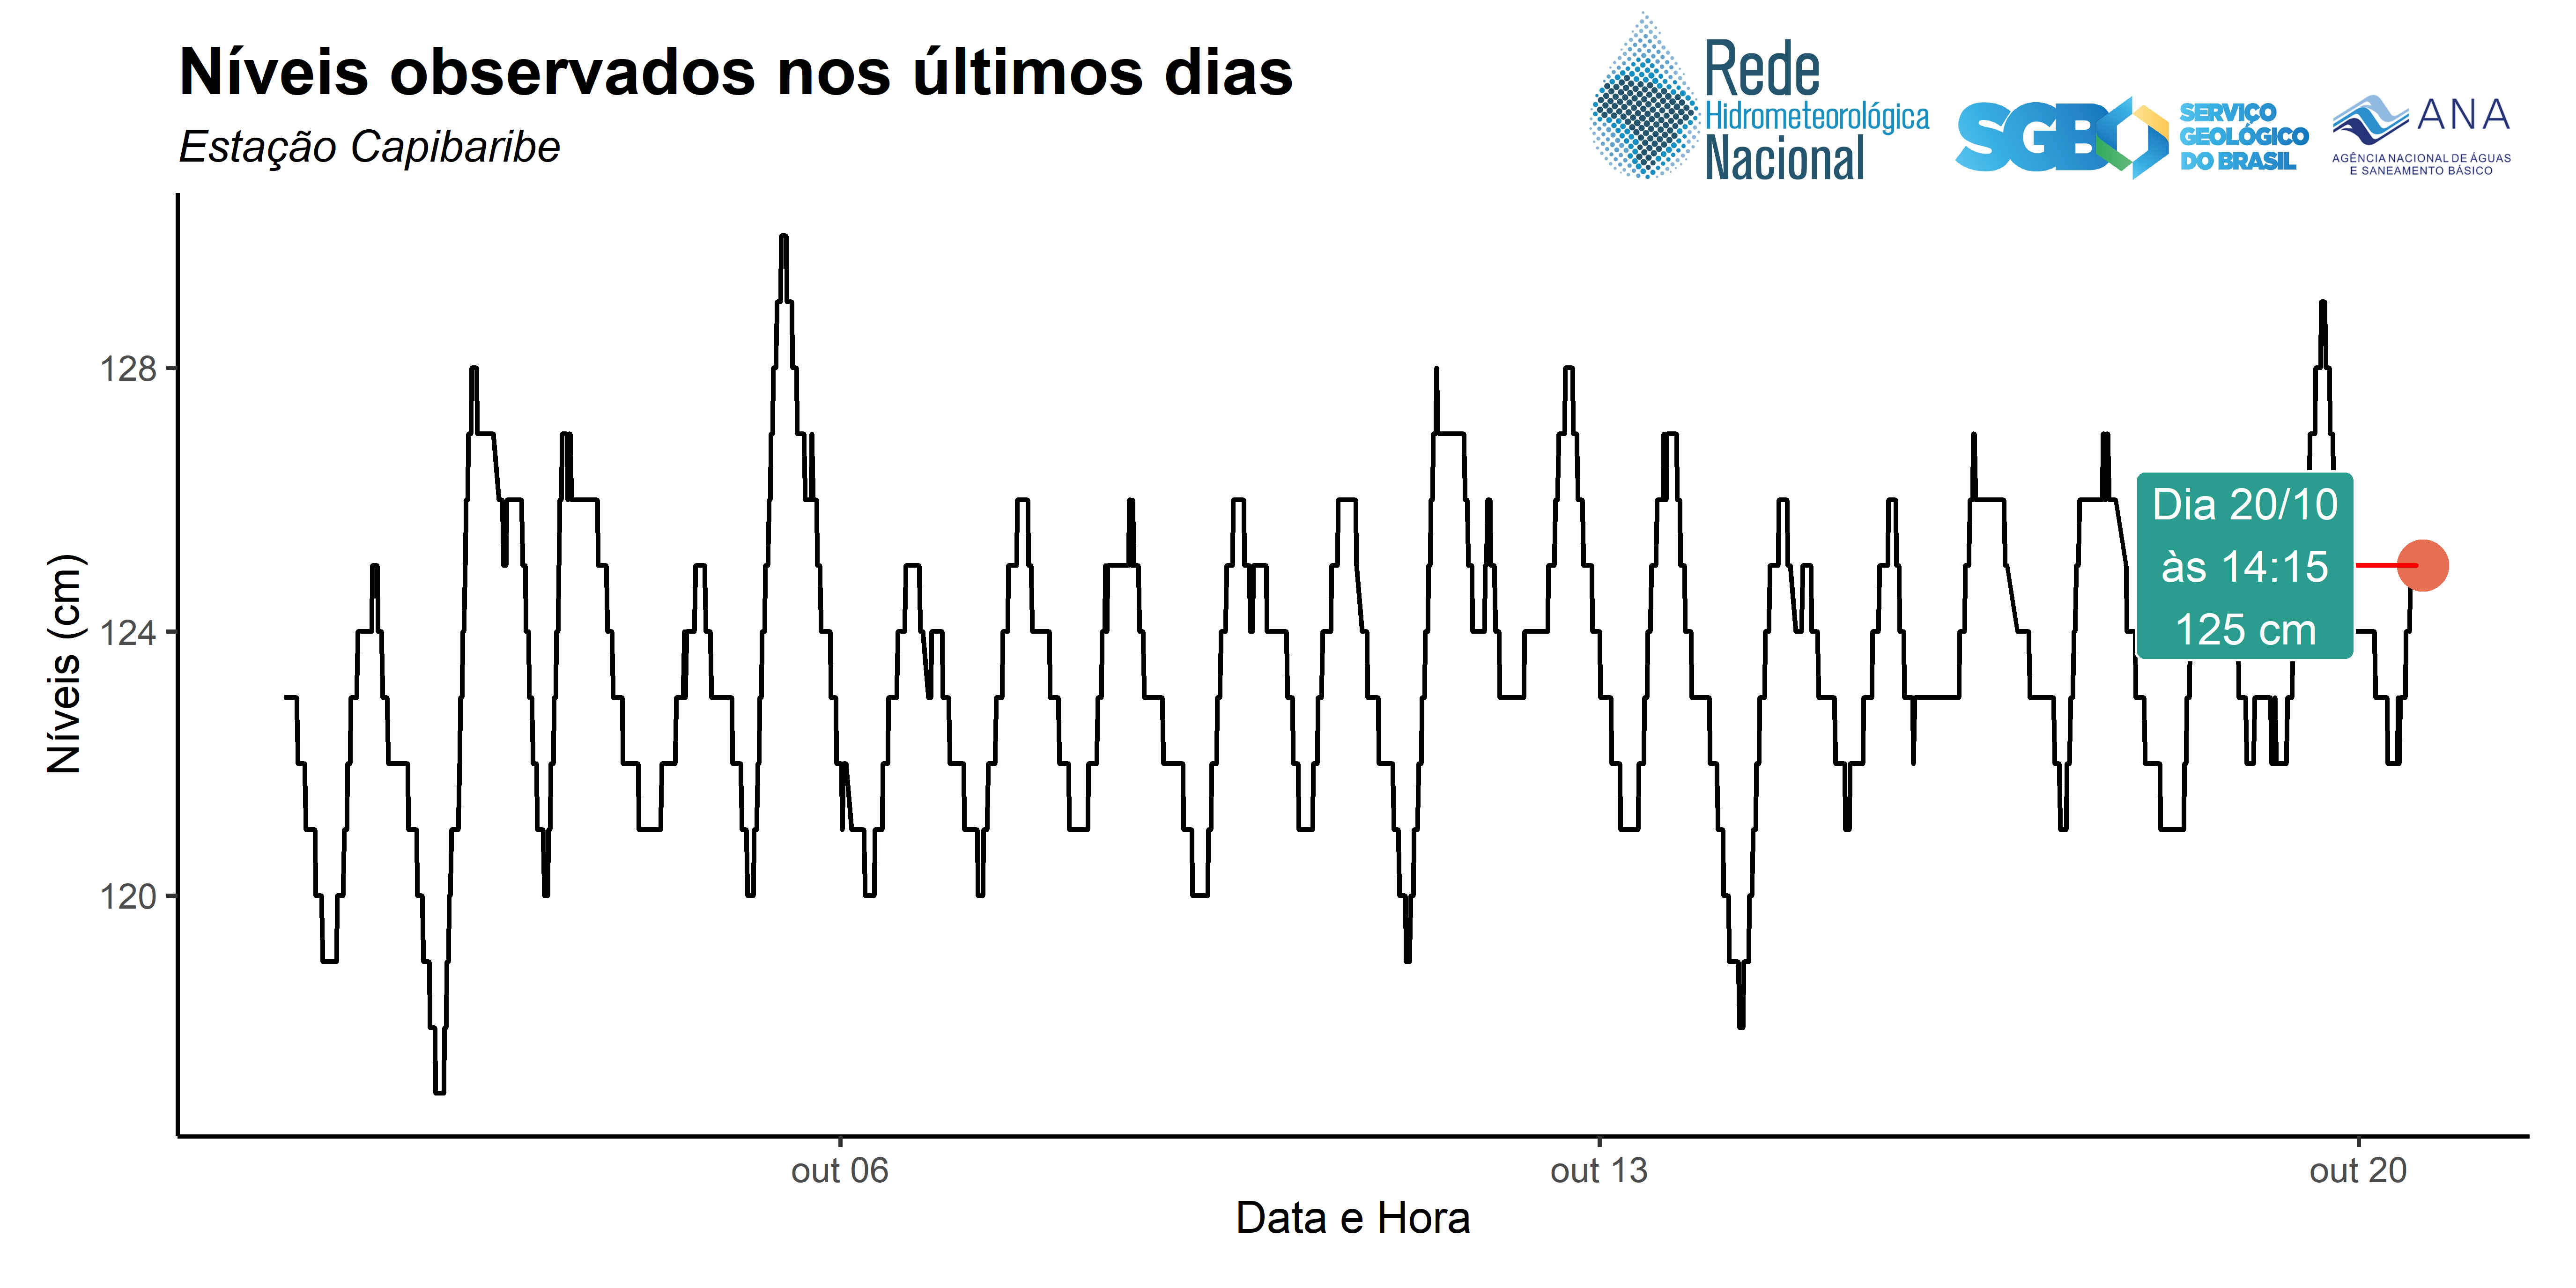 Níveis observados nos últimos dias
Estação Capibaribe
Rede
Hidrometeorológica
Nacional
SGB
SERVIÇO
GEOLÓGICO
DO BRASIL
ANA
AGÊNCIA NACIONAL DE ÁGUAS
E SANEAMENTO BÁSICO
Níveis (cm)
128
124
120
Dia 20/10
às 14:15
125 cm
out 06
out 13
out 20
Data e Hora